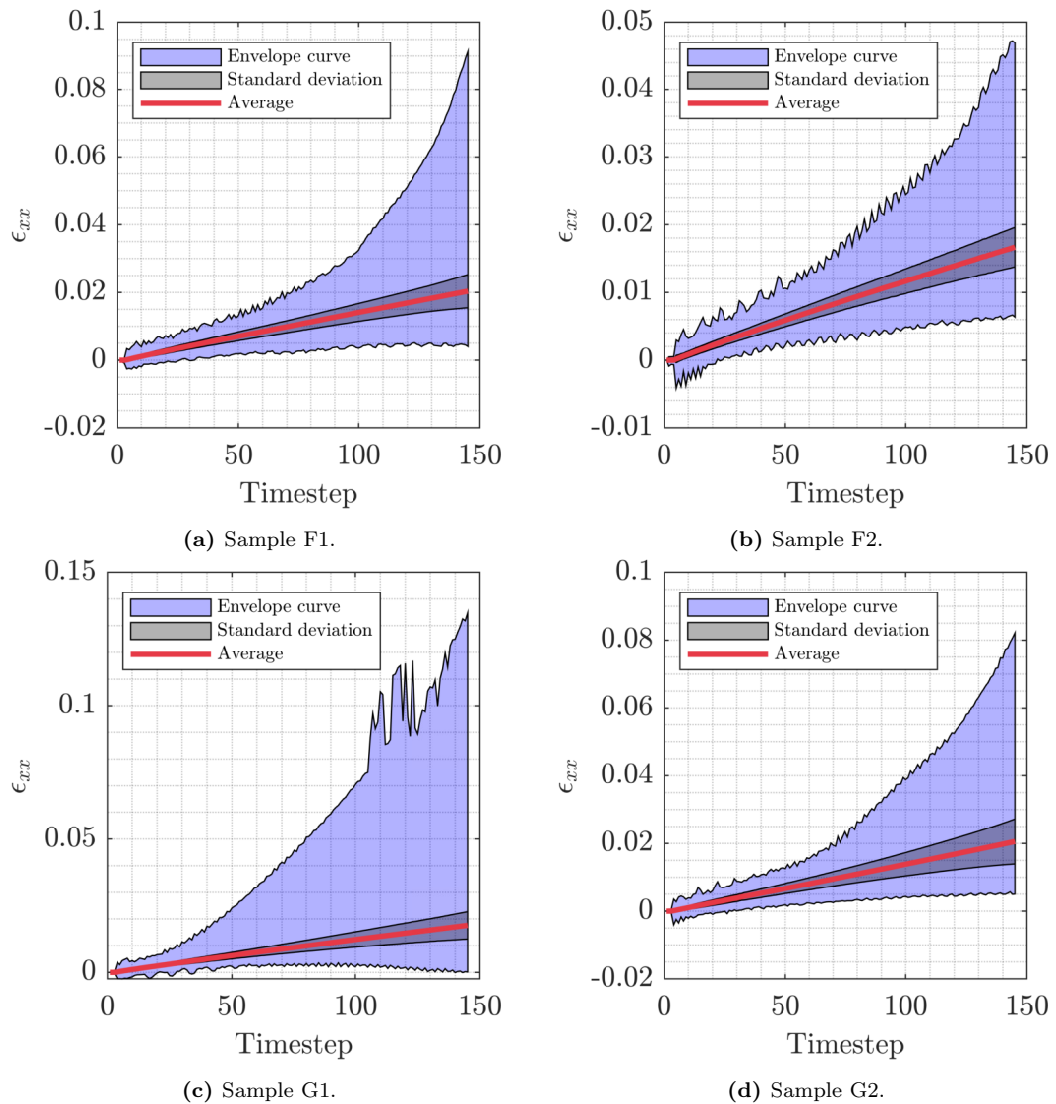 0.1
0.08
0.06
0.04
0.02
0
-0.02
ϵxx
Envelope curve
Standard deviation
Average
0 50 100 150
Timestep
(a) Sample F1.
0.05
0.04
0.03
0.02
0.01
0
-0.01
ϵxx
Envelope curve
Standard deviation
Average
0 50 100 150
Timestep
(b) Sample F2.
0.15
0.1
0.05
0
ϵxx
Envelope curve
Standard deviation
Average
0 50 100 150
Timestep
(c) Sample G1.
0.1
0.08
0.06
0.04
0.02
0
-0.02
ϵxx
Envelope curve
Standard deviation
Average
0 50 100 150
Timestep
(d) Sample G2.